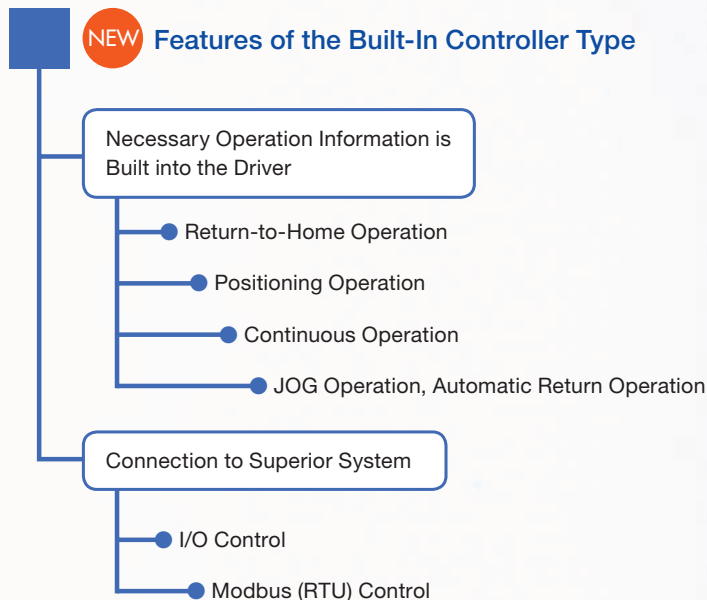 NEW Features of the Built-In Controller Type
Necessary Operation Information is
Built into the Driver
Return-to-Home Operation
Positioning Operation
Continuous Operation
JOG Operation, Automatic Return Operation
Connection to Superior System
I/O Control
Modbus (RTU) Control